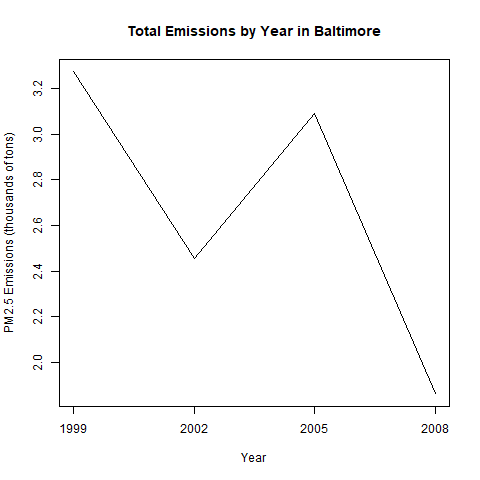 Total Emissions by Year in Baltimore
PM2.5 Emissions (thousands of tons)
3.2
3.0
2.8
2.6
2.4
2.2
2.0
1999 2002 2005 2008
Year